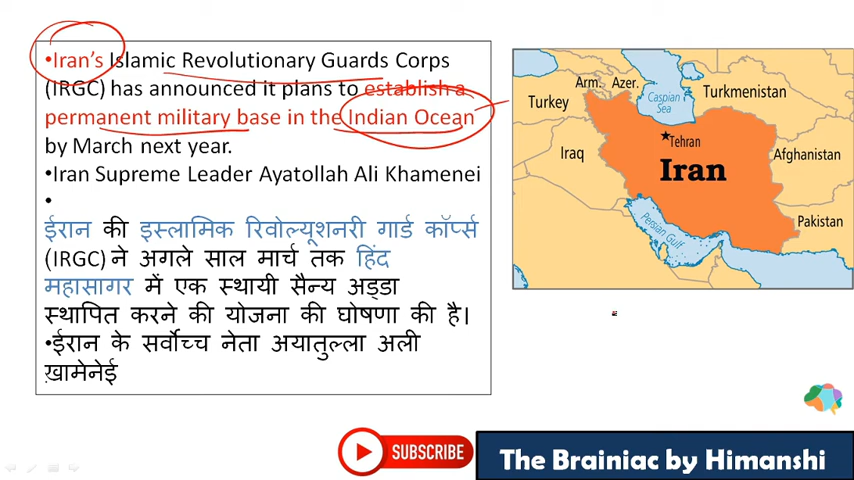 •Iran's Islamic Revolutionary Guards Corps
(IRGC) has announced it plans to establish a
permanent military base in the Indian Ocean
by March next year.
•Iran Supreme Leader Ayatollah Ali Khamenei
•
ईरान की इस्लामिक रिवोल्यूशनरी गार्ड कॉर्प्स
(IRGC) ने अगले साल मार्च तक हिंद
महासागर में एक स्थायी सैन्य अड्डा
स्थापित करने की योजना की घोषणा की है।
•ईरान के सर्वोच्च नेता अयातुल्ला अली
ख़ामेनेई
Arm.
Azer.
Turkey
Caspian
Sea
Turkmenistan
Tehran
Iraq
Iran
Afghanistan
Pakistan
Persian Gulf
SUBSCRIBE
The Brainiac by Himanshi